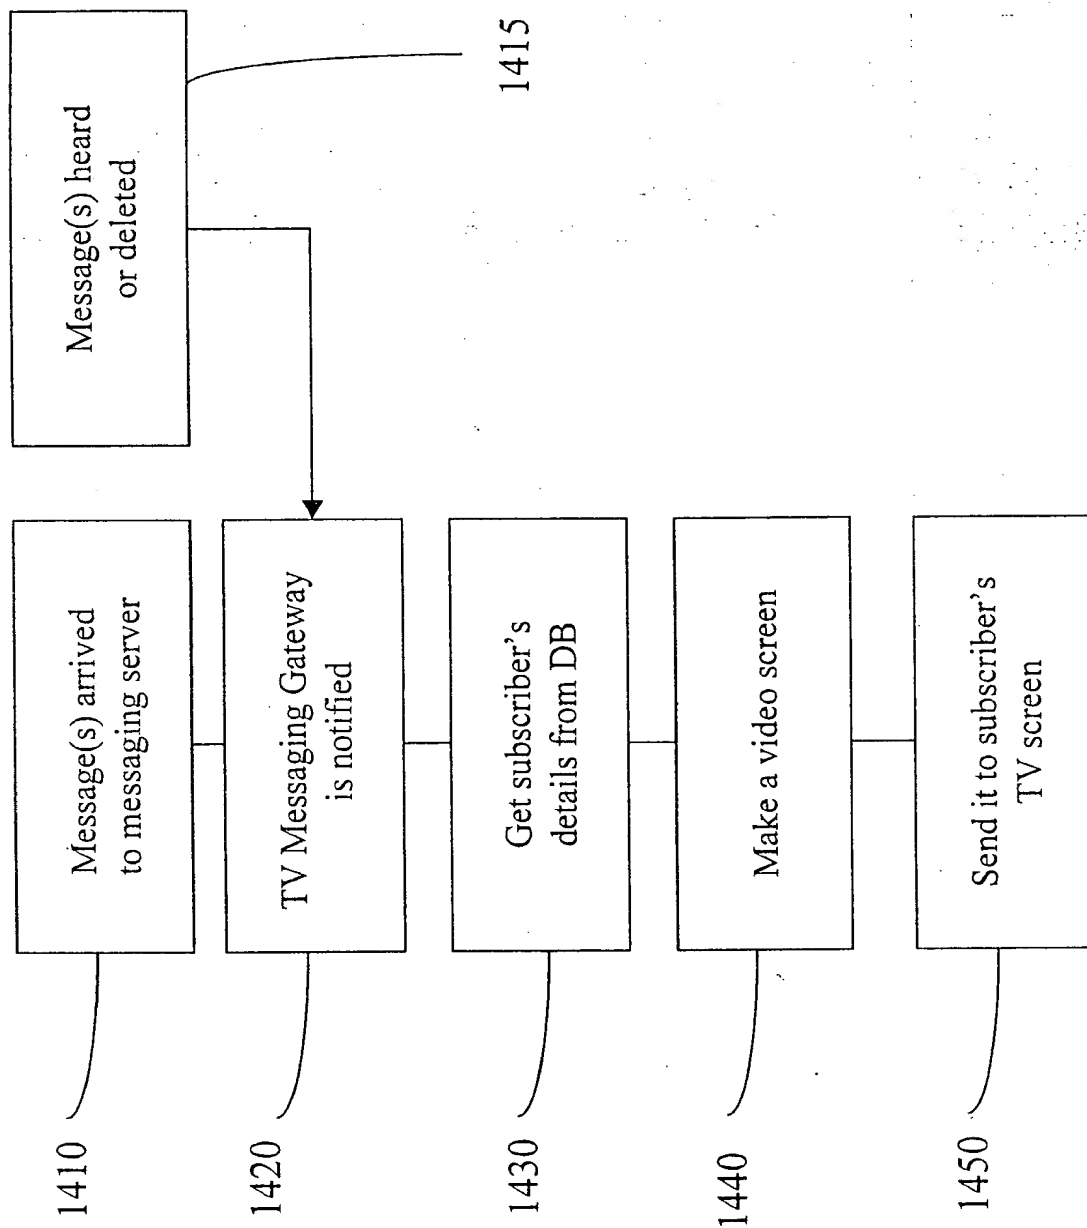 1410
Message(s) arrived
to messaging server
Message(s) heard
or deleted
1415
1420
TV Messaging Gateway
is notified
1430
Get subscriber's
details from DB
1440
Make a video screen
1450
Send it to subscriber's
TV screen